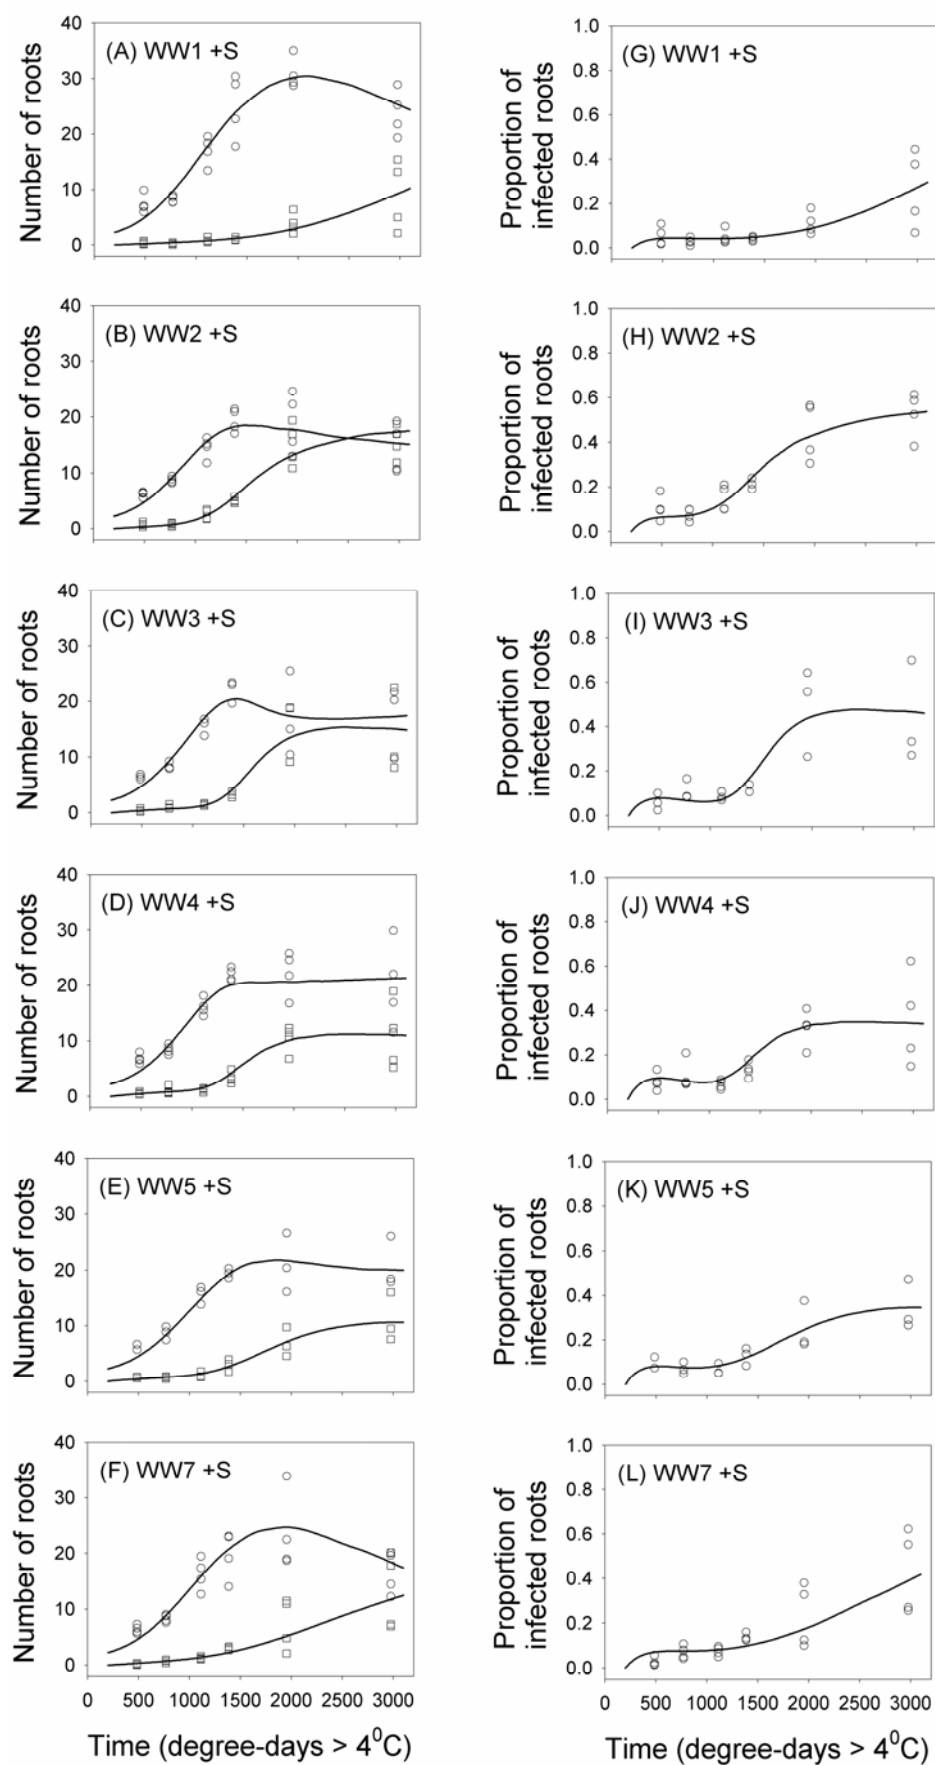 (A) WW1 +S
Number of roots
40
30
20
10
0
(G) WW1 +S
Proportion of
infected roots
1.0
0.8
0.6
0.4
0.2
0.0
(B) WW2 +S
Number of roots
40
30
20
10
0
(H) WW2 +S
Proportion of
infected roots
1.0
0.8
0.6
0.4
0.2
0.0
(C) WW3 +S
Number of roots
40
30
20
10
0
(I) WW3 +S
Proportion of
infected roots
1.0
0.8
0.6
0.4
0.2
0.0
(D) WW4 +S
Number of roots
40
30
20
10
0
(J) WW4 +S
Proportion of
infected roots
1.0
0.8
0.6
0.4
0.2
0.0
(E) WW5 +S
Number of roots
40
30
20
10
0
(K) WW5 +S
Proportion of
infected roots
1.0
0.8
0.6
0.4
0.2
0.0
(F) WW7 +S
Number of roots
40
30
20
10
0
0 500 1000 1500 2000 2500 3000
Time (degree-days > 4⁰C)
(L) WW7 +S
Proportion of
infected roots
1.0
0.8
0.6
0.4
0.2
0.0
0 500 1000 1500 2000 2500 3000
Time (degree-days > 4⁰C)